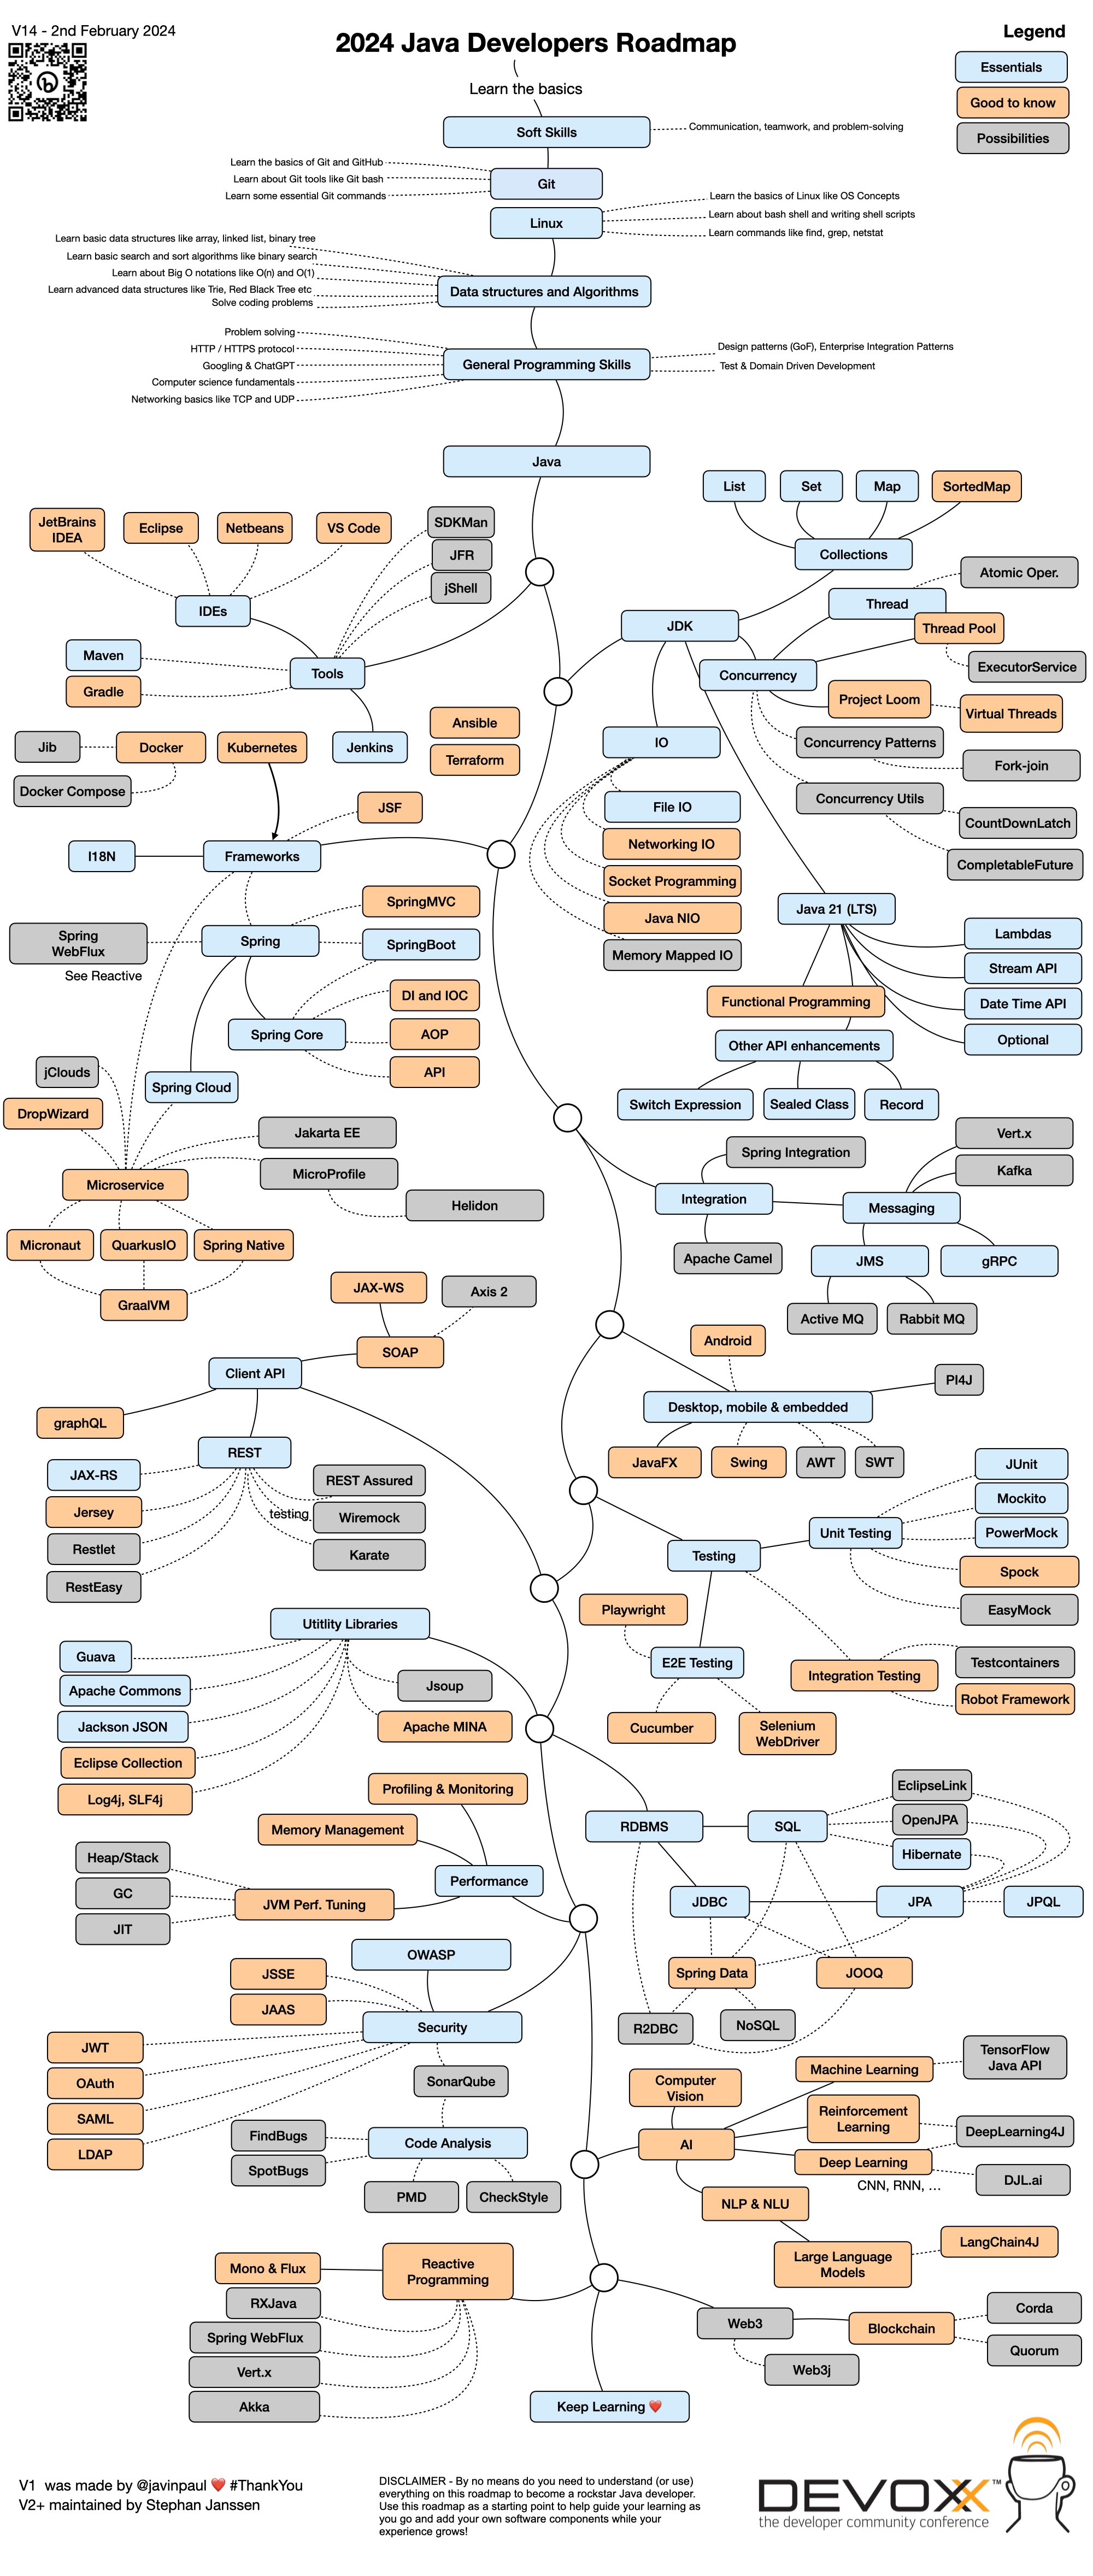 V14 - 2nd February 2024
2024 Java Developers Roadmap
Legend
Essentials
Good to know
Possibilities
Learn the basics
Soft Skills
Communication, teamwork, and problem-solving
Learn the basics of Git and GitHub
Learn about Git tools like Git bash
Learn some essential Git commands
Git
Linux
Learn the basics of Linux like OS Concepts
Learn about bash shell and writing shell scripts
Learn commands like find, grep, netstat
Learn basic data structures like array, linked list, binary tree
Learn basic search and sort algorithms like binary search
Learn about Big O notations like O(n) and O(1)
Learn advanced data structures like Trie, Red Black Tree etc
Solve coding problems
Data structures and Algorithms
Problem solving
HTTP / HTTPS protocol
Googling & ChatGPT
Computer science fundamentals
Networking basics like TCP and UDP
General Programming Skills
Design patterns (GoF), Enterprise Integration Patterns
Test & Domain Driven Development
Java
JetBrains
IDEA
Eclipse
Netbeans
VS Code
SDKMan
JFR
jShell
IDEs
Maven
Gradle
Tools
Jenkins
Ansible
Terraform
Jib
Docker
Kubernetes
Docker Compose
List
Set
Map
SortedMap
Collections
Atomic Oper.
Thread
JDK
Thread Pool
ExecutorService
Concurrency
Project Loom
Virtual Threads
Concurrency Patterns
Fork-join
Concurrency Utils
CountDownLatch
CompletableFuture
IO
File IO
Networking IO
Socket Programming
Java NIO
Memory Mapped IO
JSF
I18N
Frameworks
SpringMVC
Spring
WebFlux
See Reactive
Spring
SpringBoot
DI and IOC
Spring Core
AOP
API
jClouds
Spring Cloud
DropWizard
Jakarta EE
MicroProfile
Helidon
Microservice
Micronaut
QuarkusIO
Spring Native
GraalVM
Java 21 (LTS)
Lambdas
Stream API
Date Time API
Optional
Functional Programming
Other API enhancements
Switch Expression
Sealed Class
Record
Spring Integration
Vert.x
Kafka
Integration
Messaging
Apache Camel
JMS
gRPC
Active MQ
Rabbit MQ
JAX-WS
Axis 2
SOAP
Client API
graphQL
REST
JAX-RS
Jersey
Restlet
RestEasy
testing
REST Assured
Wiremock
Karate
Android
PI4J
Desktop, mobile & embedded
JavaFX
Swing
AWT
SWT
JUnit
Mockito
Unit Testing
PowerMock
Testing
Spock
EasyMock
Playwright
E2E Testing
Integration Testing
Testcontainers
Robot Framework
Cucumber
Selenium
WebDriver
Utitlity Libraries
Guava
Apache Commons
Jackson JSON
Eclipse Collection
Log4j, SLF4j
Jsoup
Apache MINA
Profiling & Monitoring
Memory Management
Heap/Stack
GC
JIT
Performance
JVM Perf. Tuning
EclipseLink
RDBMS
SQL
OpenJPA
Hibernate
JDBC
JPA
JPQL
Spring Data
JOOQ
R2DBC
NoSQL
OWASP
JSSE
JAAS
Security
JWT
OAuth
SAML
LDAP
SonarQube
FindBugs
Code Analysis
SpotBugs
PMD
CheckStyle
Computer
Vision
Machine Learning
TensorFlow
Java API
Reinforcement
Learning
DeepLearning4J
AI
Deep Learning
CNN, RNN, ...
DJL.ai
NLP & NLU
Large Language
Models
LangChain4J
Mono & Flux
Reactive
Programming
RXJava
Spring WebFlux
Vert.x
Akka
Web3
Blockchain
Corda
Quorum
Web3j
Keep Learning ❤️
V1 was made by @javinpaul ❤️ #ThankYou
V2+ maintained by Stephan Janssen
DISCLAIMER - By no means do you need to understand (or use)
everything on this roadmap to become a rockstar Java developer.
Use this roadmap as a starting point to help guide your learning as
you go and add your own software components while your
experience grows!
DEVOXX™
the developer community conference